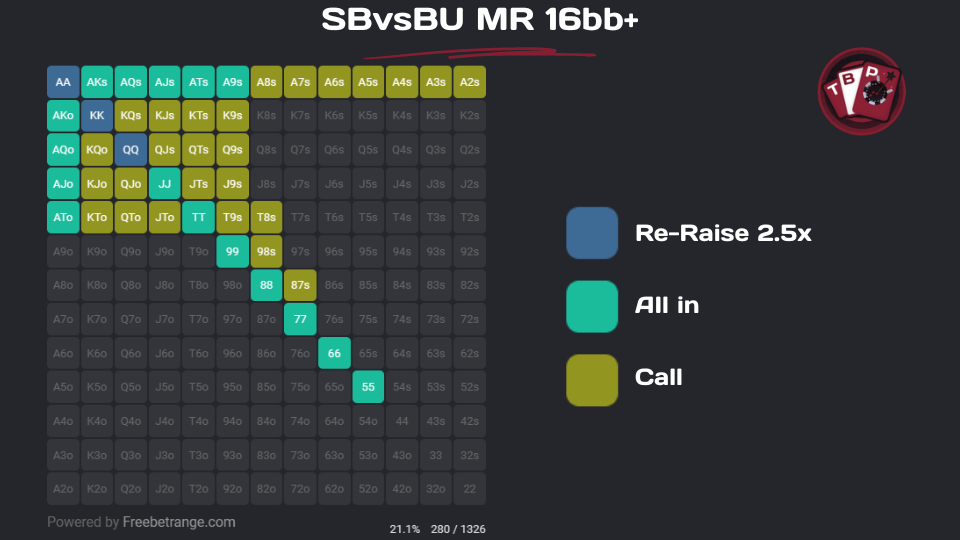 SBvsBU MR 16bb+
AA AKs AQs AJs ATs A9s A8s A7s A6s A5s A4s A3s A2s
AKo KK KQs KJs KTs K9s K8s K7s K6s K5s K4s K3s K2s
AQo KQo QQ QJs QTs Q9s Q8s Q7s Q6s Q5s Q4s Q3s Q2s
AJo KJo QJo JJ JTs J9s J8s J7s J6s J5s J4s J3s J2s
ATo KTo QTo JTo TT T9s T8s T7s T6s T5s T4s T3s T2s
A9o K9o Q9o J9o T9o 99 98s 97s 96s 95s 94s 93s 92s
A8o K8o Q8o J8o T8o 98o 88 87s 86s 85s 84s 83s 82s
A7o K7o Q7o J7o T7o 97o 87o 77 76s 75s 74s 73s 72s
A6o K6o Q6o J6o T6o 96o 86o 76o 66 65s 64s 63s 62s
A5o K5o Q5o J5o T5o 95o 85o 75o 65o 55 54s 53s 52s
A4o K4o Q4o J4o T4o 94o 84o 74o 64o 54o 44 43s 42s
A3o K3o Q3o J3o T3o 93o 83o 73o 63o 53o 43o 33 32s
A2o K2o Q2o J2o T2o 92o 82o 72o 62o 52o 42o 32o 22
Powered by Freebetrange.com
21.1% 280 / 1326
TBP
Re-Raise 2.5x
All in
Call